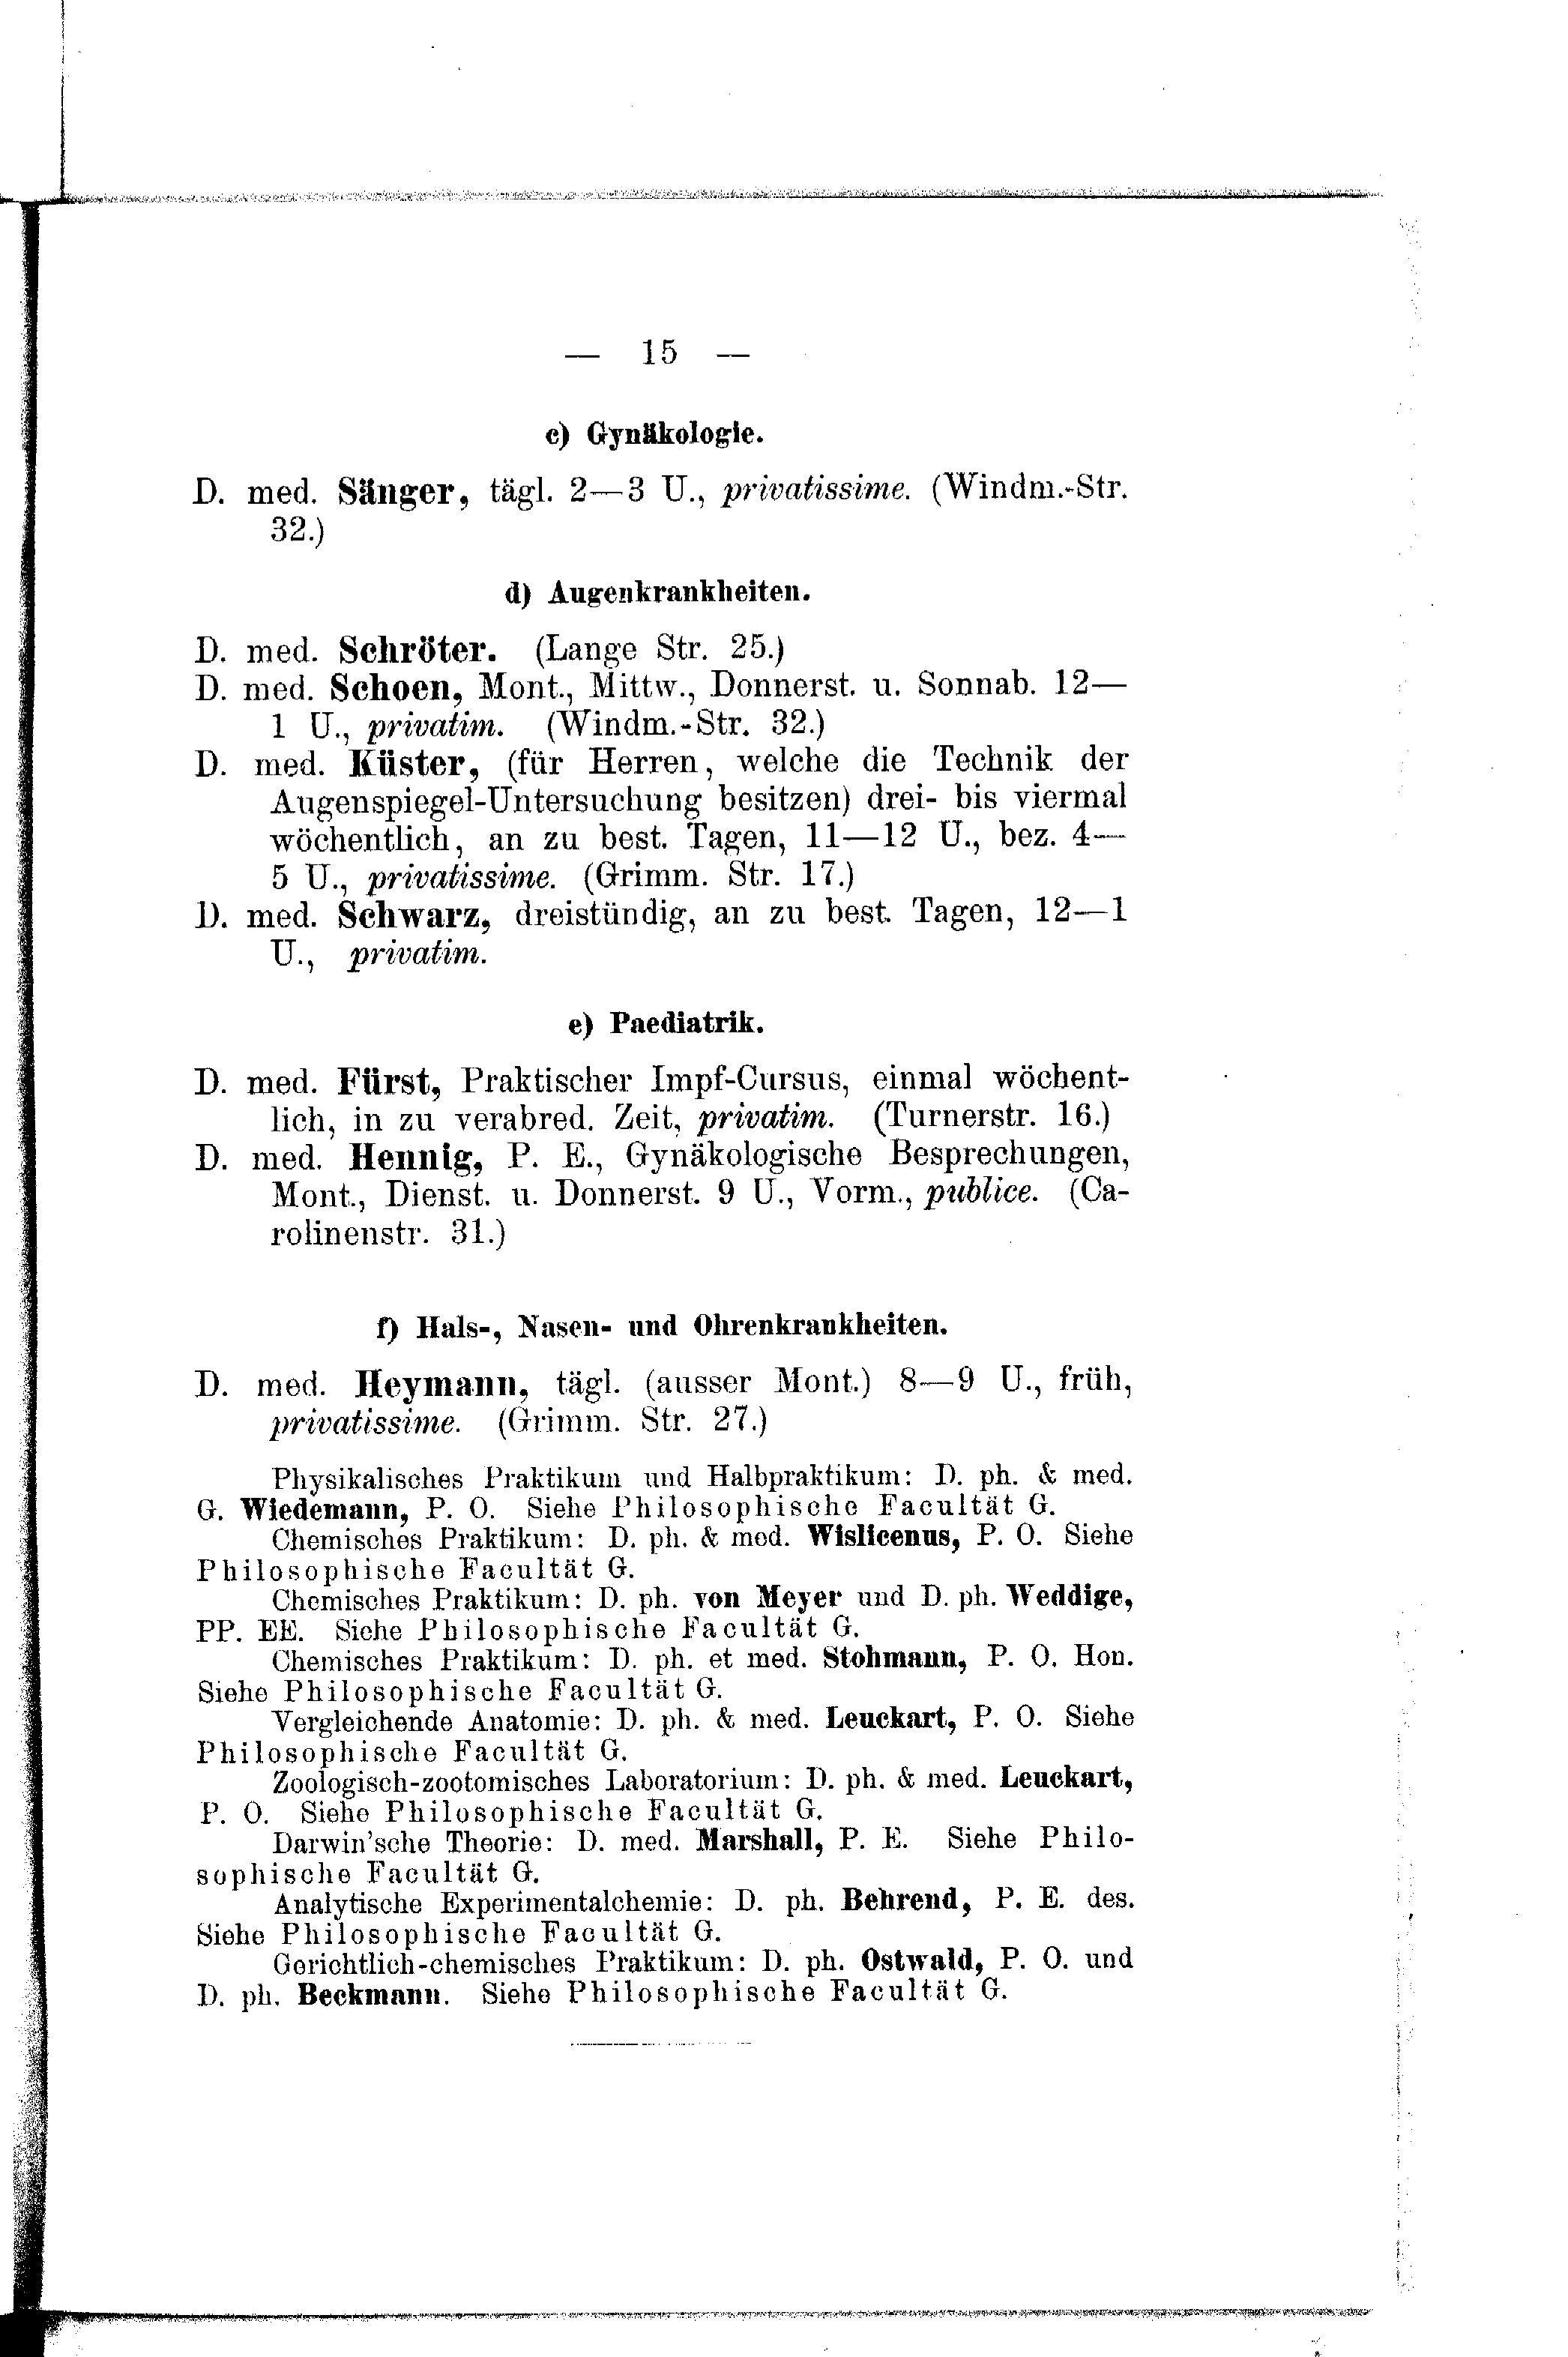 — 15 —
c) Gynäkologie.
D. med. Sänger, tägl. 2—3 U., privatissime. (Windm.-Str.
32.)
d) Augenkrankheiten.
D. med. Schröter. (Lange Str. 25.)
D. med. Schoen, Mont., Mittw., Donnerst. u. Sonnab. 12—
1 U., privatim. (Windm.-Str. 32.)
D. med. Küster, (für Herren, welche die Technik der
Augenspiegel-Untersuchung besitzen) drei- bis viermal
wöchentlich, an zu best. Tagen, 11—12 U., bez. 4—
5 U., privatissime. (Grimm. Str. 17.)
D. med. Schwarz, dreistündig, an zu best. Tagen, 12—1
U., privatim.
e) Paediatrik.
D. med. Fürst, Praktischer Impf-Cursus, einmal wöchent-
lich, in zu verabred. Zeit, privatim. (Turnerstr. 16.)
D. med. Hennig, P. E., Gynäkologische Besprechungen,
Mont., Dienst. u. Donnerst. 9 U., Vorm., publice. (Ca-
rolinenstr. 31.)
f) Hals-, Nasen- und Ohrenkrankheiten.
D. med. Heymann, tägl. (ausser Mont.) 8—9 U., früh,
privatissime. (Grimm. Str. 27.)
Physikalisches Praktikum und Halbpraktikum: D. ph. & med.
G. Wiedemann, P. O. Siehe Philosophische Facultät G.
Chemisches Praktikum: D. ph. & med. Wislicenus, P. O. Siehe
Philosophische Facultät G.
Chemisches Praktikum: D. ph. von Meyer und D. ph. Weddige,
PP. EE. Siehe Philosophische Facultät G.
Chemisches Praktikum: D. ph. et med. Stohmann, P. O. Hon.
Siehe Philosophische Facultät G.
Vergleichende Anatomie: D. ph. & med. Leuckart, P. O. Siehe
Philosophische Facultät G.
Zoologisch-zootomisches Laboratorium: D. ph. & med. Leuckart,
P. O. Siehe Philosophische Facultät G.
Darwin'sche Theorie: D. med. Marshall, P. E. Siehe Philo-
sophische Facultät G.
Analytische Experimentalchemie: D. ph. Behrend, P. E. des.
Siehe Philosophische Facultät G.
Gerichtlich-chemisches Praktikum: D. ph. Ostwald, P. O. und
D. ph. Beckmann. Siehe Philosophische Facultät G.